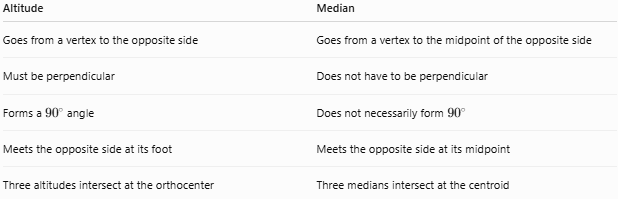 Altitude Median
Goes from a vertex to the opposite side Goes from a vertex to the midpoint of the opposite side
Must be perpendicular Does not have to be perpendicular
Forms a 90° angle Does not necessarily form 90°
Meets the opposite side at its foot Meets the opposite side at its midpoint
Three altitudes intersect at the orthocenter Three medians intersect at the centroid